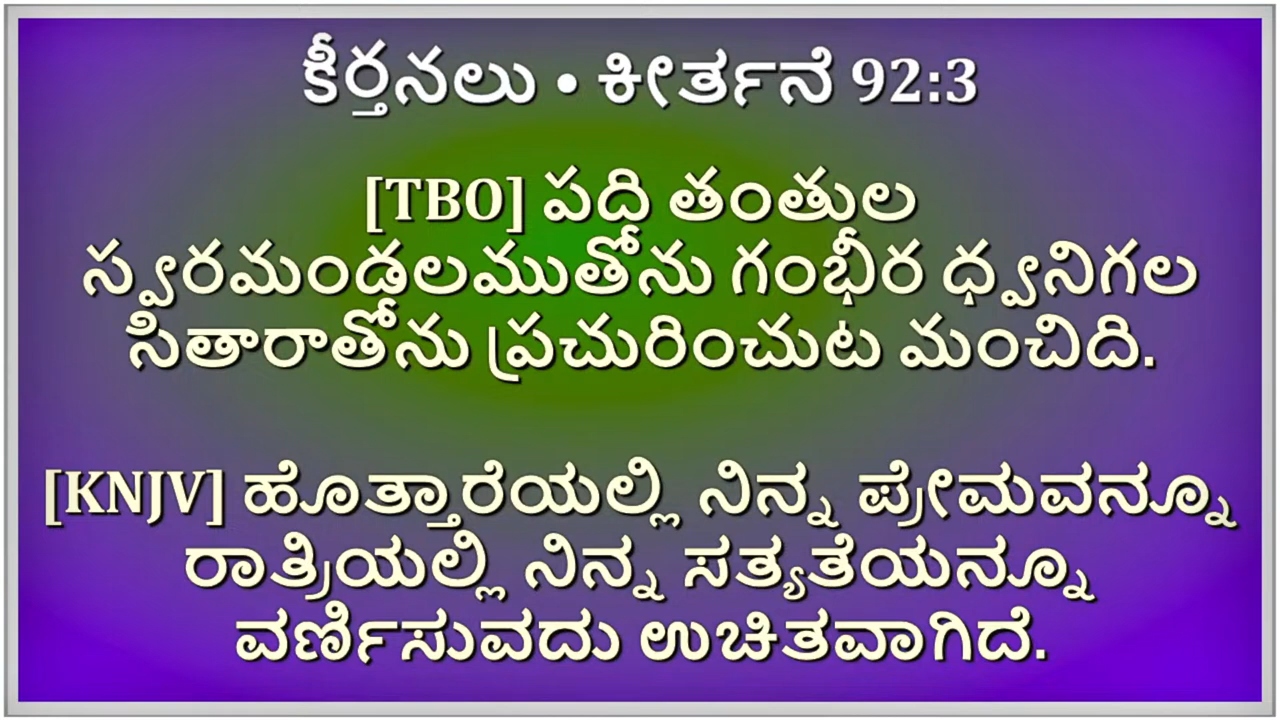 కీర్తనలు • ಕೀರ್ತನೆ 92:3
[TBO] పది తంతుల
స్వరమండలముతోను గంభీర ధ్వనిగల
సితారాతోను ప్రచురించుట మంచిది.
[KNJV] ಹೊತ್ತಾರೆಯಲ್ಲಿ ನಿನ್ನ ಪ್ರೇಮವನ್ನೂ
ರಾತ್ರಿಯಲ್ಲಿ ನಿನ್ನ ಸತ್ಯತೆಯನ್ನೂ
ವರ್ಣಿಸುವದು ಉಚಿತವಾಗಿದೆ.